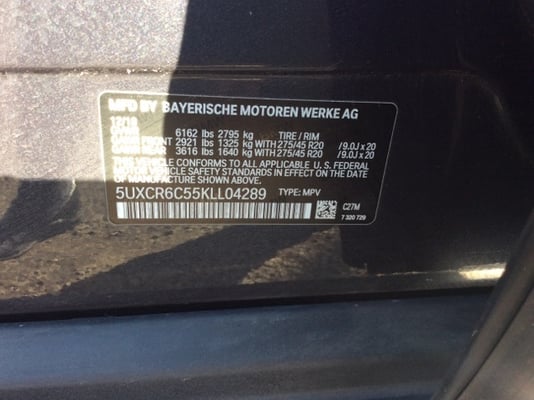 MFD BY BAYERISCHE MOTOREN WERKE AG
12/18
GVWR 6162 lbs 2795 kg TIRE / RIM
GAWR FRONT 2921 lbs 1325 kg WITH 275/45 R20 /9.0J x 20
GAWR REAR 3616 lbs 1640 kg WITH 275/45 R20 /9.0J x 20
THIS VEHICLE CONFORMS TO ALL APPLICABLE U. S. FEDERAL
MOTOR VEHICLE SAFETY STANDARDS IN EFFECT ON THE DATE
OF MANUFACTURE SHOWN ABOVE.
5UXCR6C55KLL04289 TYPE: MPV
C27M
7 320 729